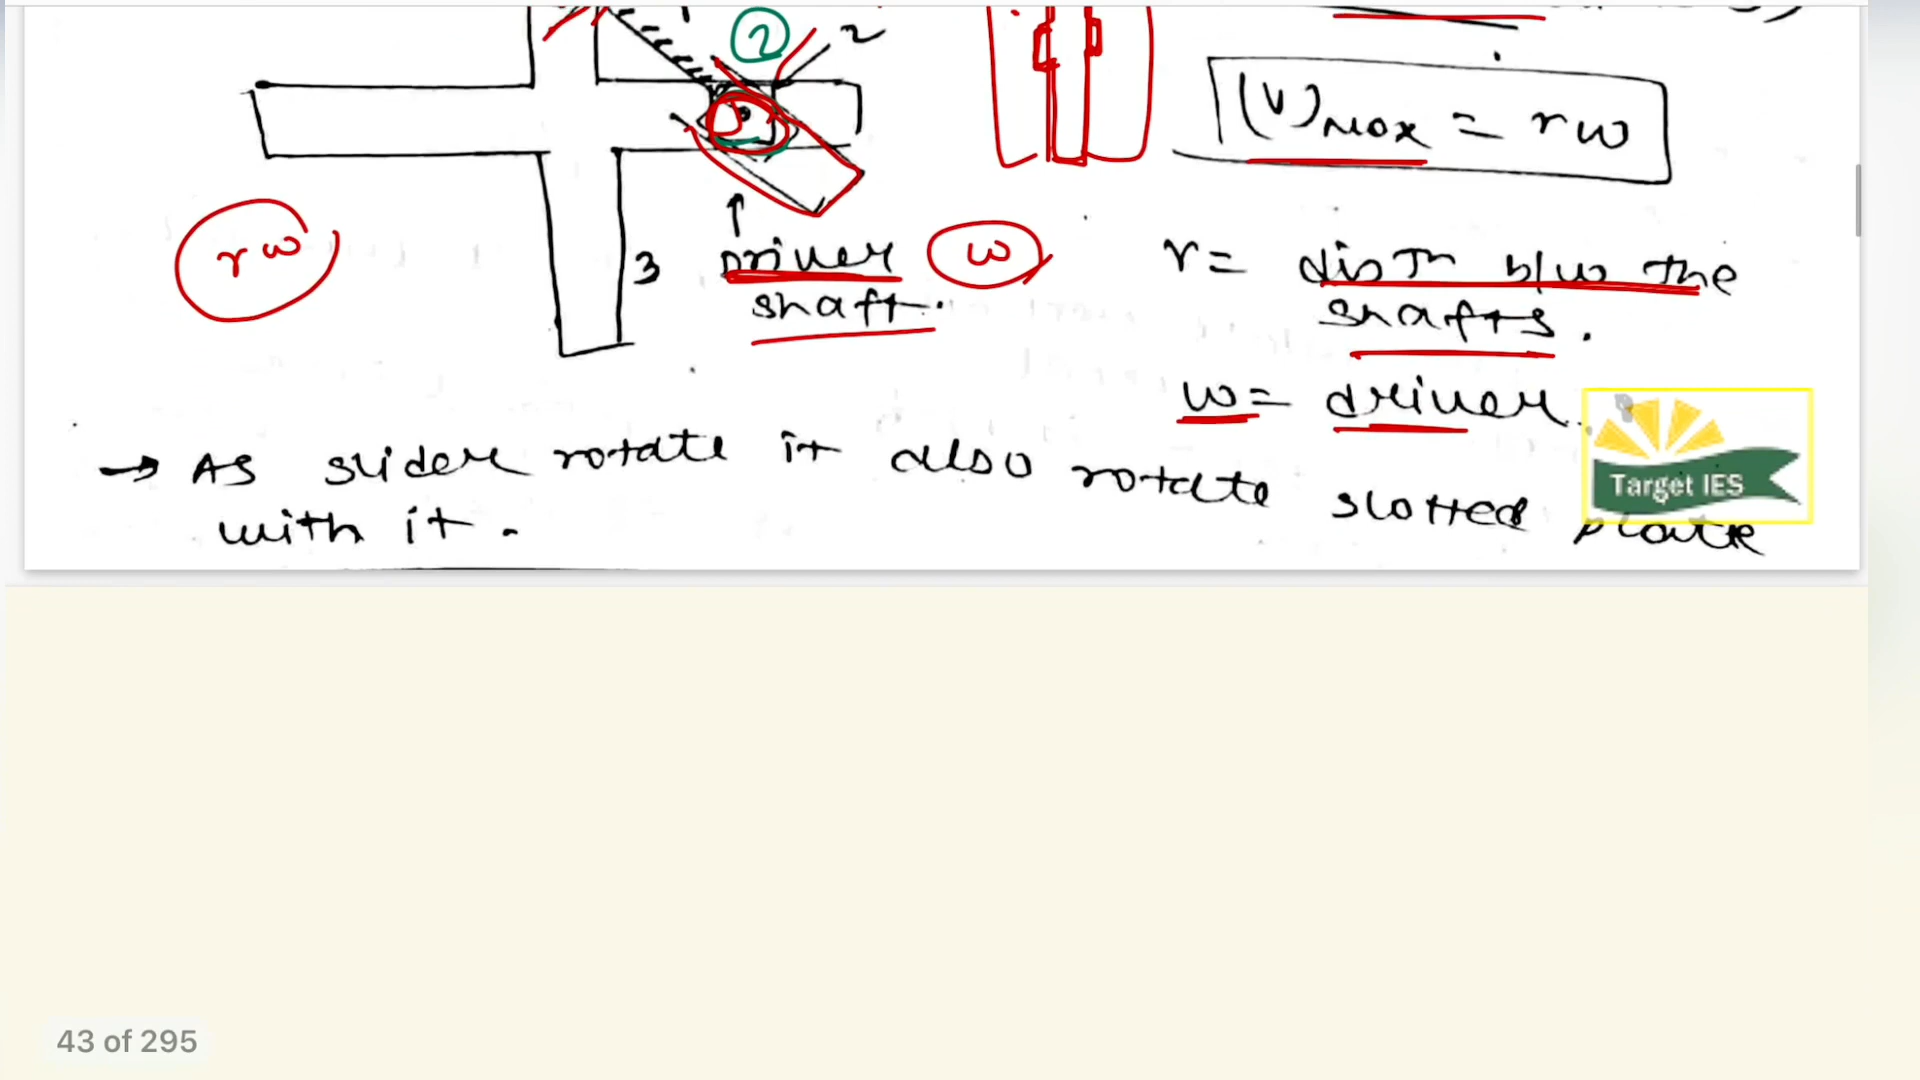 2
2
(V)max = rω
rω
3 Driver
shaft.
ω
r= distn b/w the
shafts.
ω= driver.
Target IES
→ As slider rotate it also rotate slotted plate
with it.
43 of 295